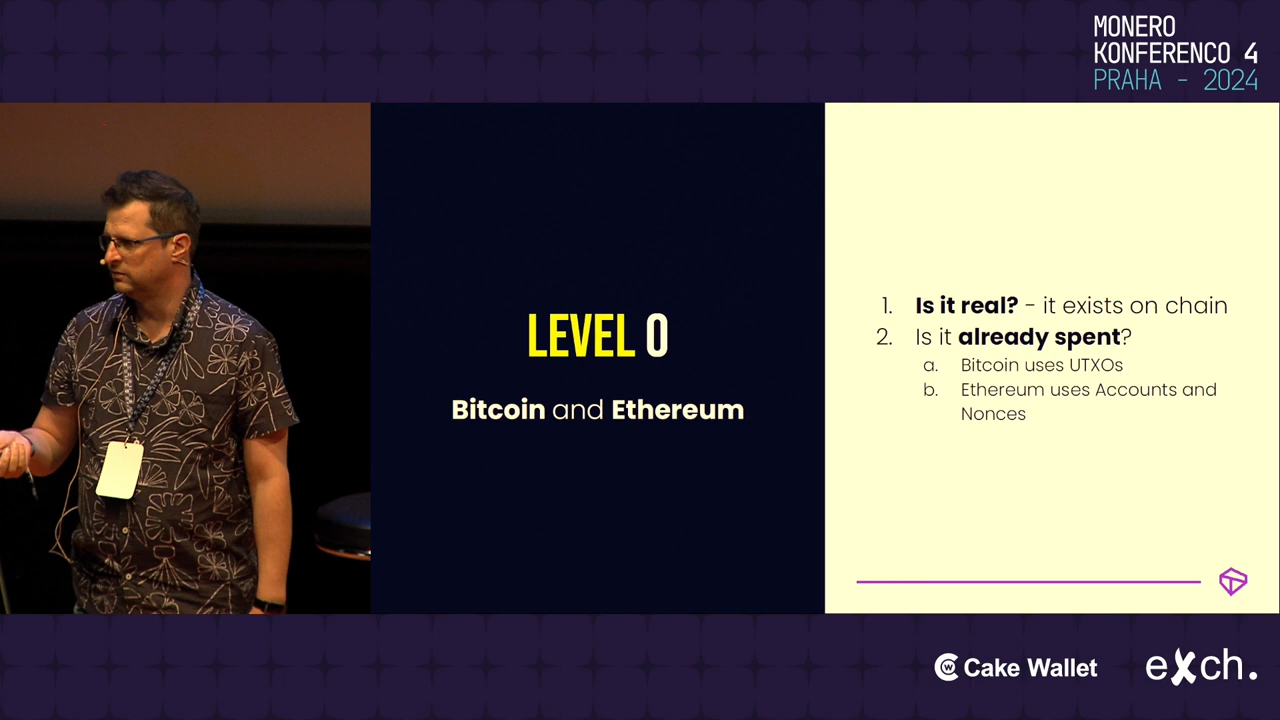 MONERO
KONFERENCO 4
PRAHA - 2024
LEVEL 0
Bitcoin and Ethereum
1. Is it real? - it exists on chain
2. Is it already spent?
a. Bitcoin uses UTXOs
b. Ethereum uses Accounts and
Nonces
Cake Wallet
exch.